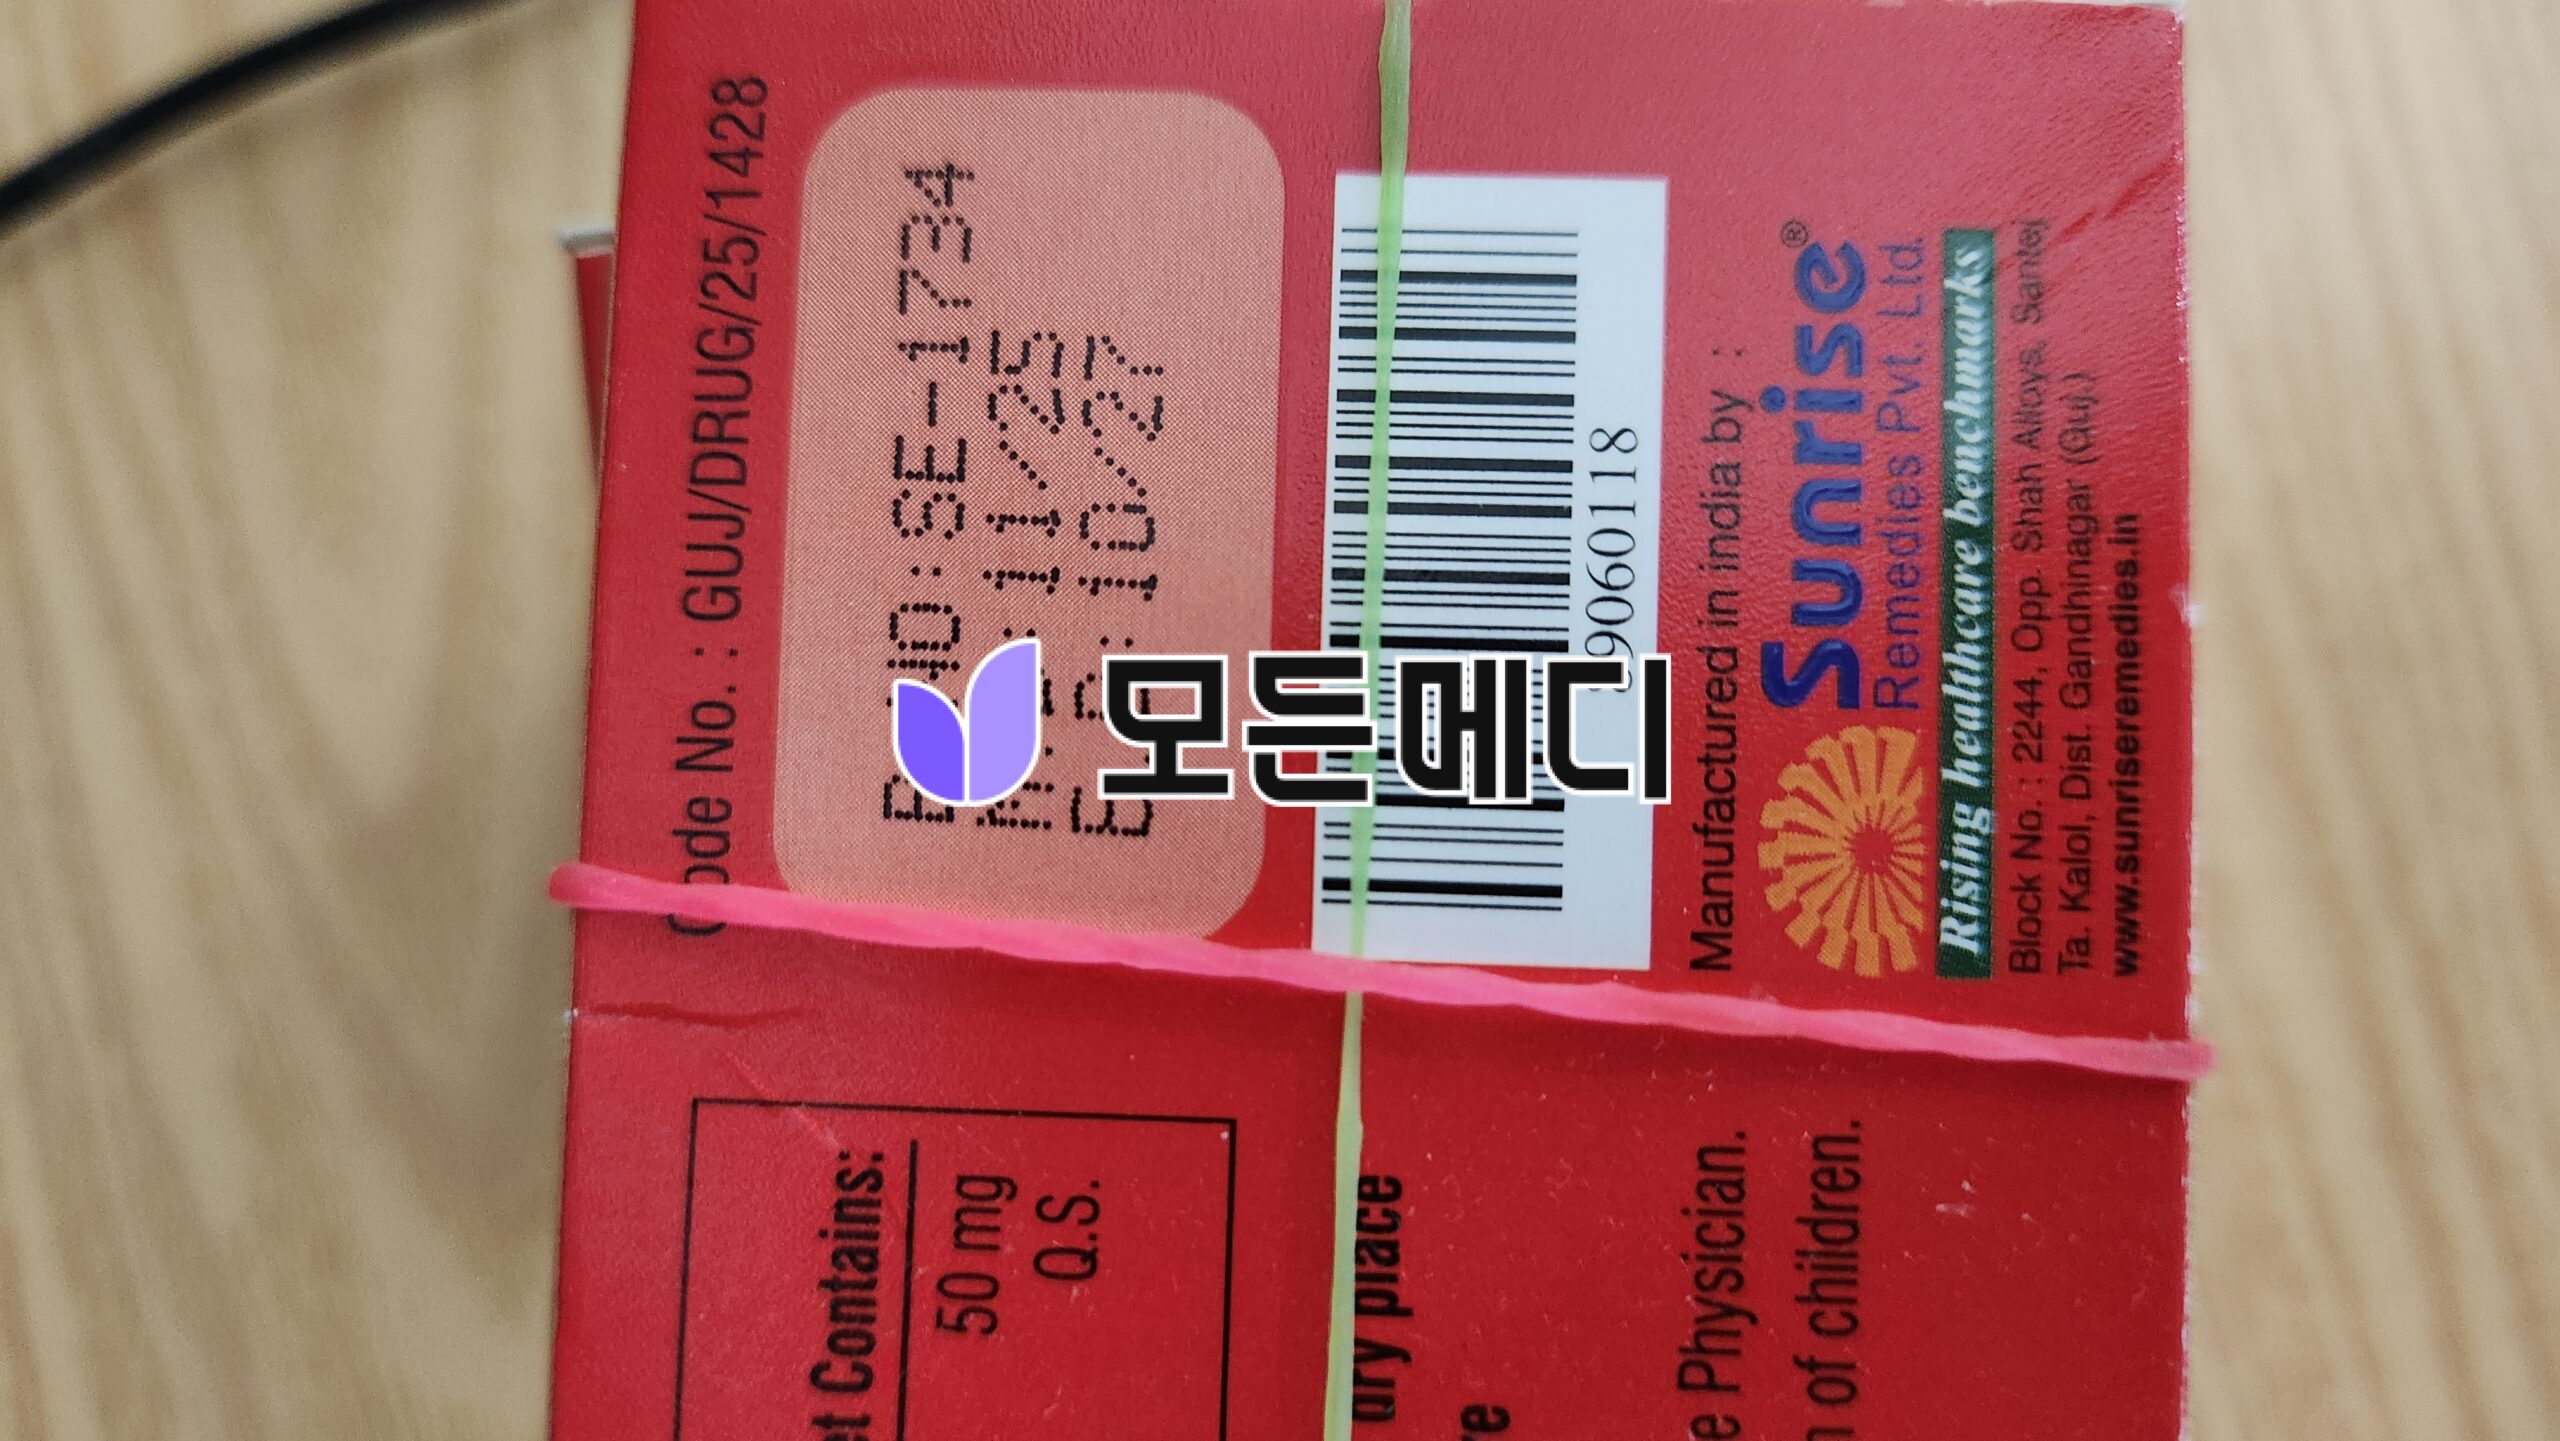 Code No. : GUJ/DRUG/25/1428
B.NO:SE-1734
11/25
10/27
9060118
Manufactured in india by :
Sunrise®
Remedies Pvt. Ltd.
Rising healthcare benchmarks
Block No. : 2244, Opp. Shah Alloys, Santej
Ta. Kalol, Dist. Gandhinagar (Guj.)
www.sunriseremedies.in
모든메디
Contains:
50 mg
Q.S.
dry place
Physician.
of children.